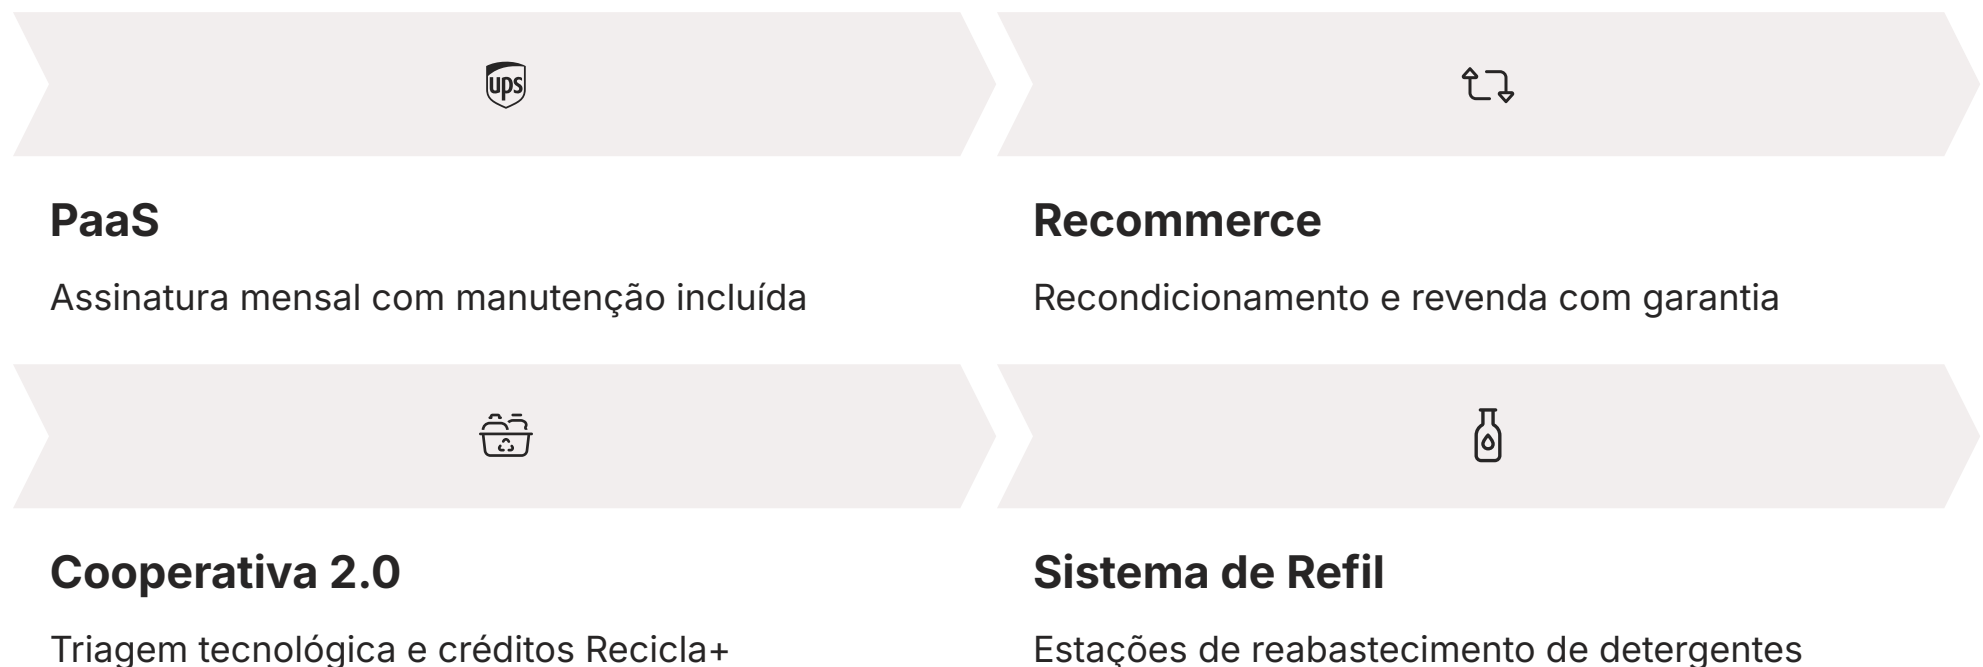 ups
PaaS
Assinatura mensal com manutenção incluída
Recommerce
Recondicionamento e revenda com garantia
Cooperativa 2.0
Triagem tecnológica e créditos Recicla+
Sistema de Refil
Estações de reabastecimento de detergentes